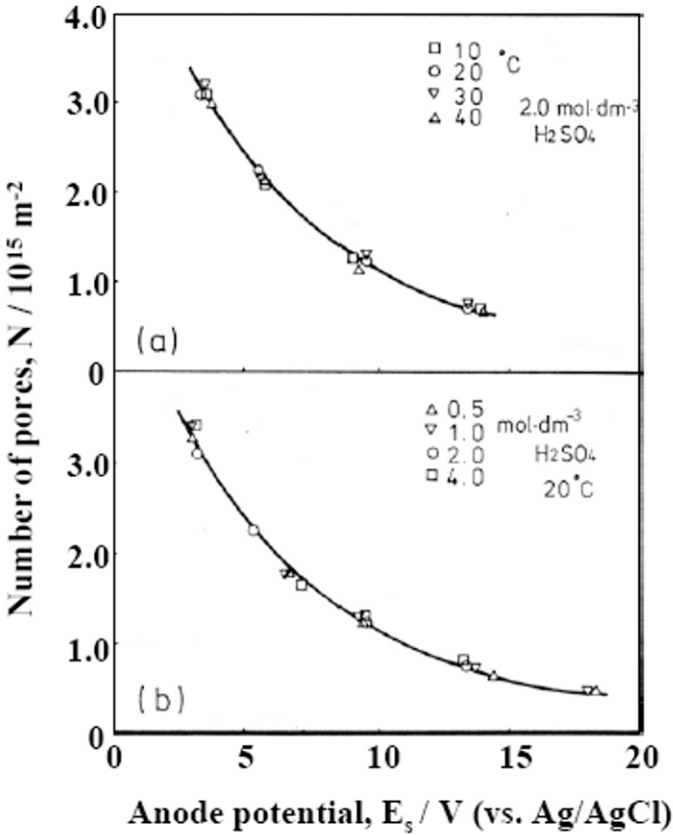 4.0
3.0
2.0
1.0
0
□ 10 °C
○ 20
▽ 30 2.0 mol·dm-3
△ 40 H2SO4
(a)
Number of pores, N / 10^15 m^-2
3.0
2.0
1.0
0
△ 0.5 mol·dm-3
▽ 1.0
○ 2.0 H2SO4
□ 4.0 20°C
(b)
0 5 10 15 20
Anode potential, Es / V (vs. Ag/AgCl)